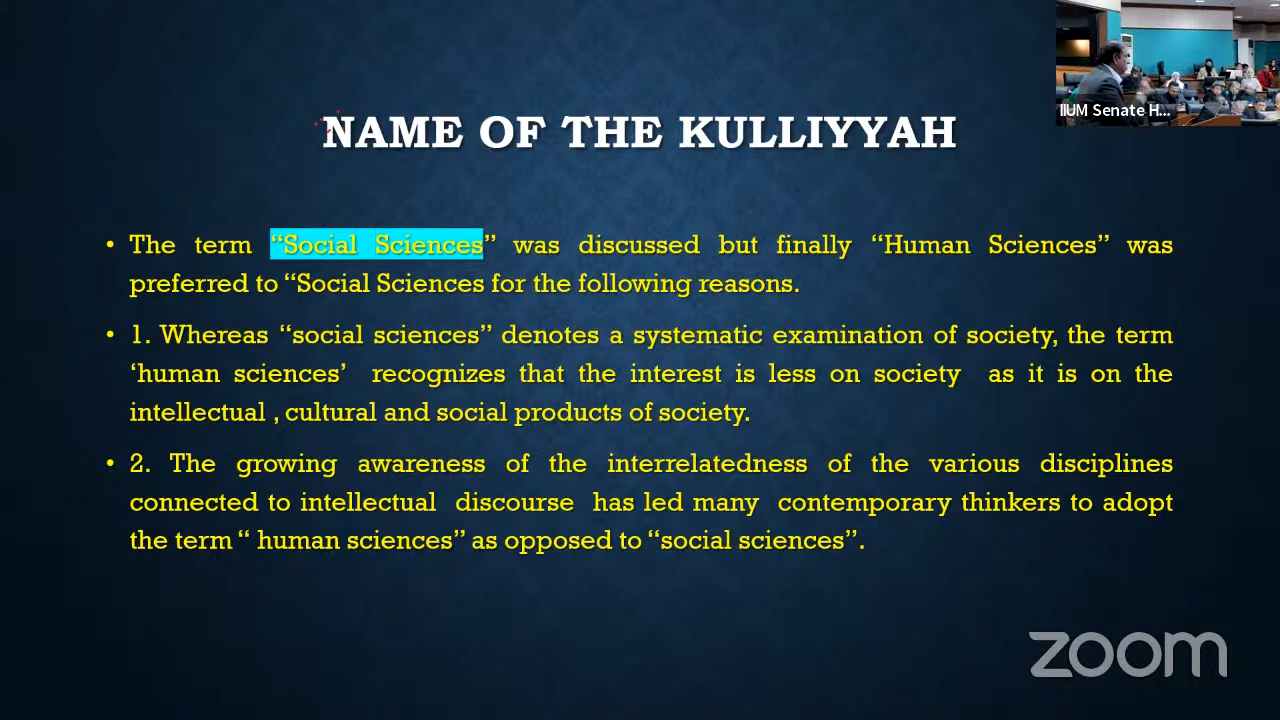 IIUM Senate H...
NAME OF THE KULLIYYAH
• The term “Social Sciences” was discussed but finally “Human Sciences” was
preferred to “Social Sciences for the following reasons.
• 1. Whereas “social sciences” denotes a systematic examination of society, the term
‘human sciences’ recognizes that the interest is less on society as it is on the
intellectual , cultural and social products of society.
• 2. The growing awareness of the interrelatedness of the various disciplines
connected to intellectual discourse has led many contemporary thinkers to adopt
the term “ human sciences” as opposed to “social sciences”.
zoom